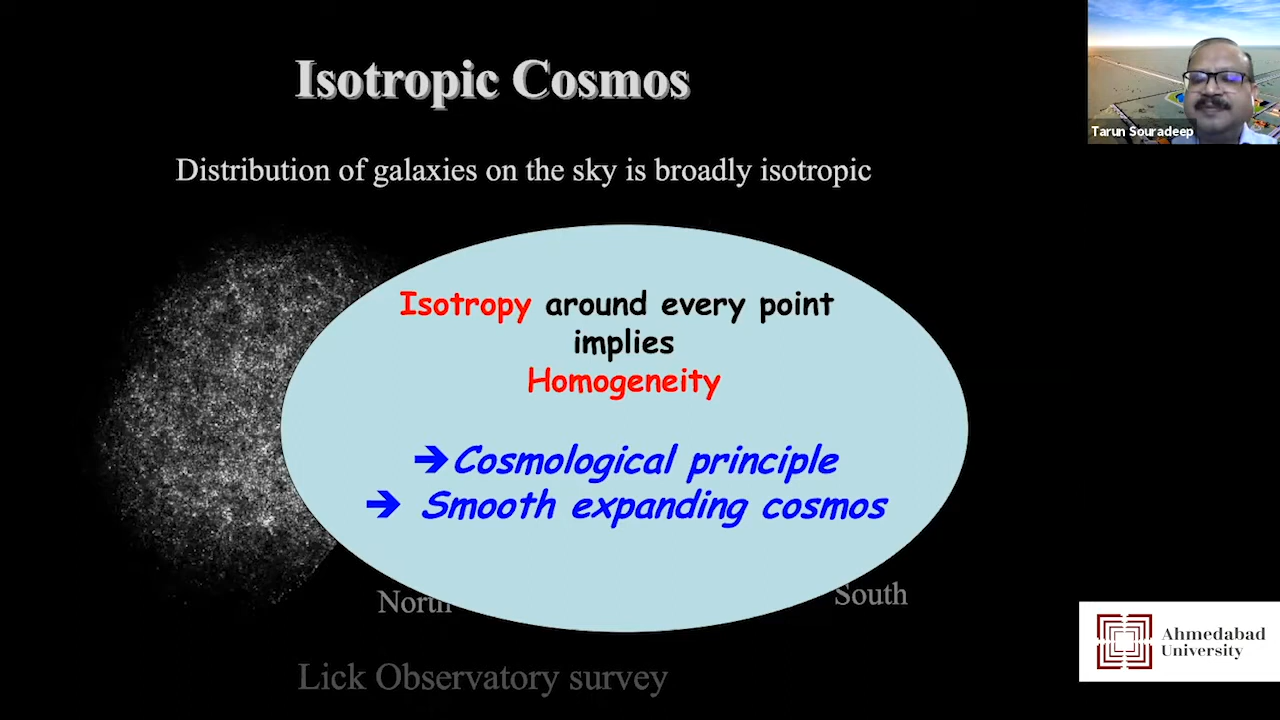 Isotropic Cosmos
Tarun Souradeep
Distribution of galaxies on the sky is broadly isotropic
Isotropy around every point
implies
Homogeneity
➔Cosmological principle
➔ Smooth expanding cosmos
North
South
Lick Observatory survey
Ahmedabad
University